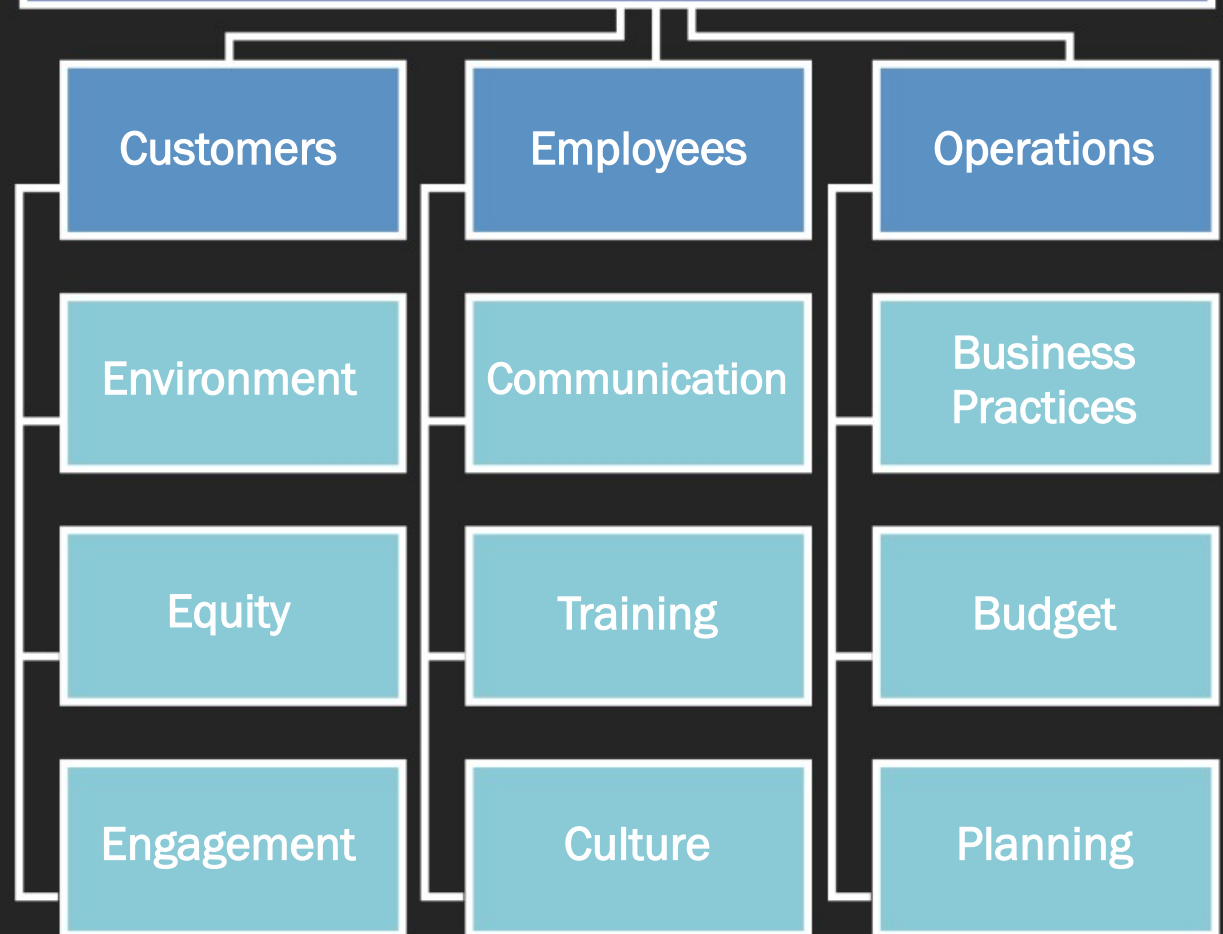 Customers
Environment
Equity
Engagement
Employees
Communication
Training
Culture
Operations
Business
Practices
Budget
Planning